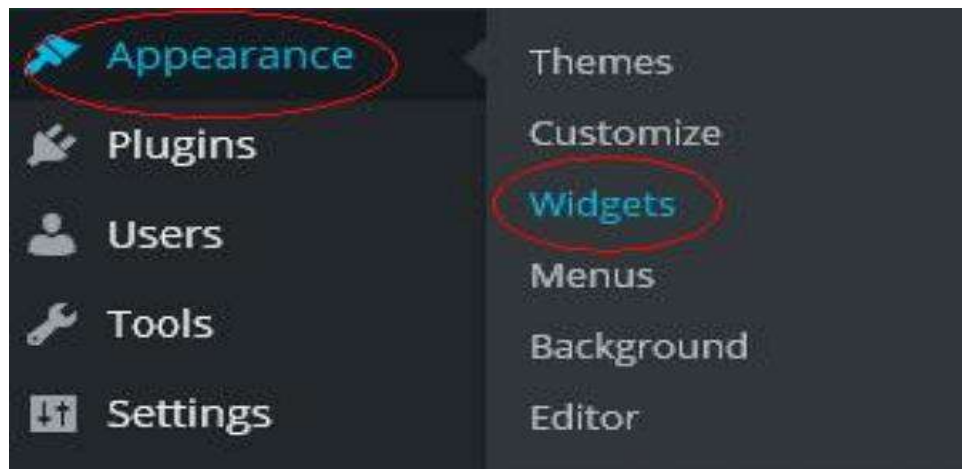 Appearance
Plugins
Users
Tools
Settings
Themes
Customize
Widgets
Menus
Background
Editor